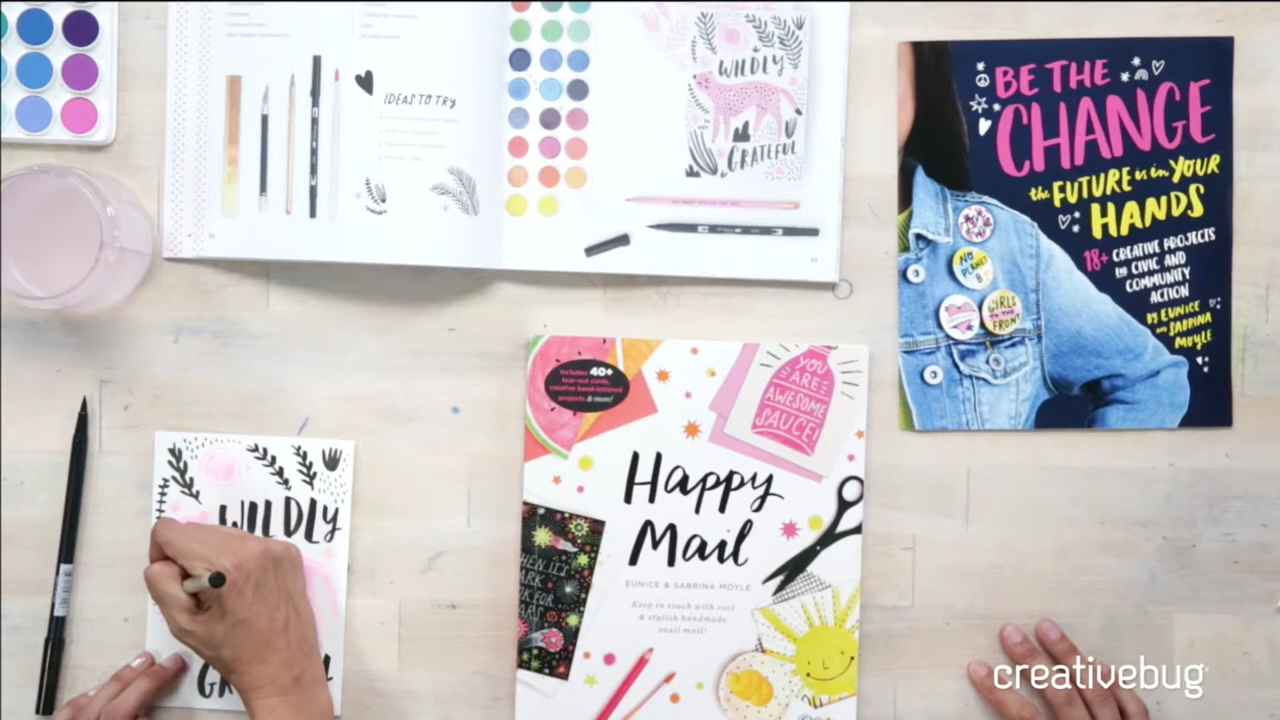 IDEAS TO TRY
WILDLY
GRATEFUL
BE THE
CHANGE
the FUTURE is in YOUR
HANDS
18+ CREATIVE PROJECTS
for CIVIC AND
COMMUNITY
ACTION
BY EUNICE
AND SABRINA
MOYLE
NO
PLANET
B
GIRLS
TO THE
FRONT
includes 40+
tear-out cards,
creative hand-lettered
projects & more!
YOU
ARE
AWESOME
SAUCE!
Happy
Mail
EUNICE & SABRINA MOYLE
Keep in touch with cool
& stylish handmade
snail mail!
WILDLY
creativebug